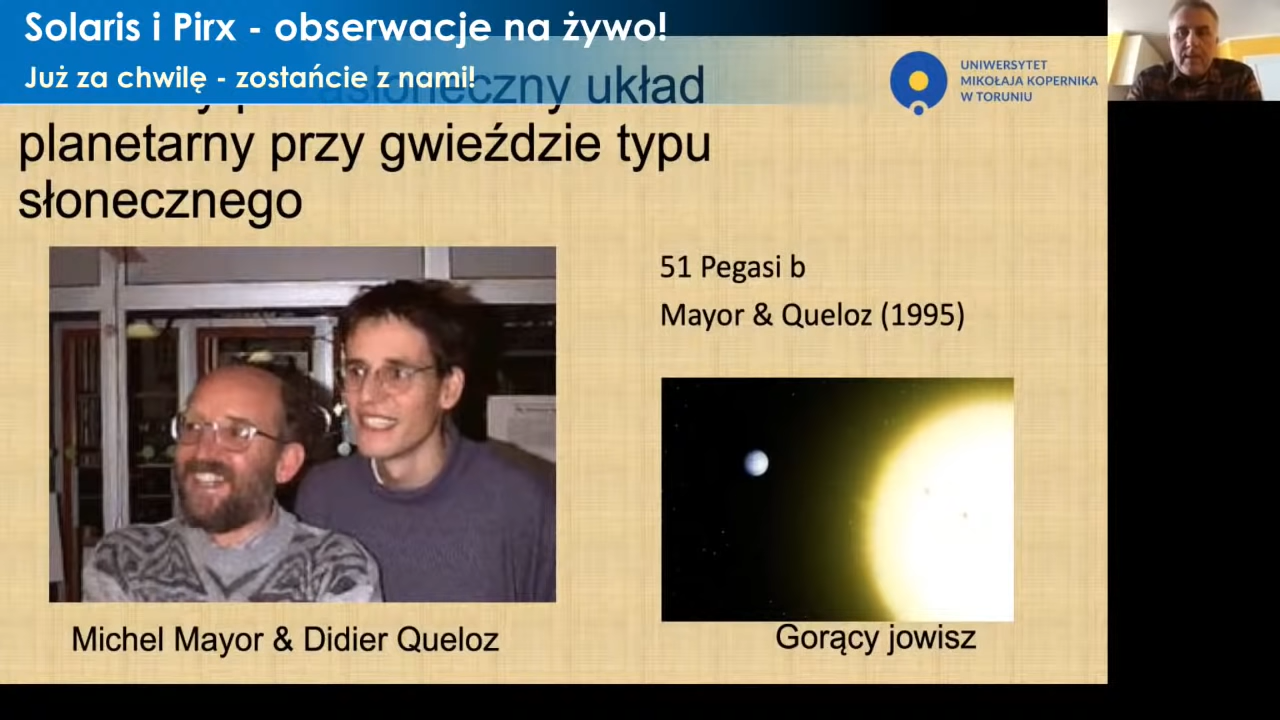 Solaris i Pirx - obserwacje na żywo!
Już za chwilę - zostańcie z nami!
układ
planetarny przy gwieździe typu
słonecznego
UNIWERSYTET
MIKOŁAJA KOPERNIKA
W TORUNIU
51 Pegasi b
Mayor & Queloz (1995)
Michel Mayor & Didier Queloz
Gorący jowisz